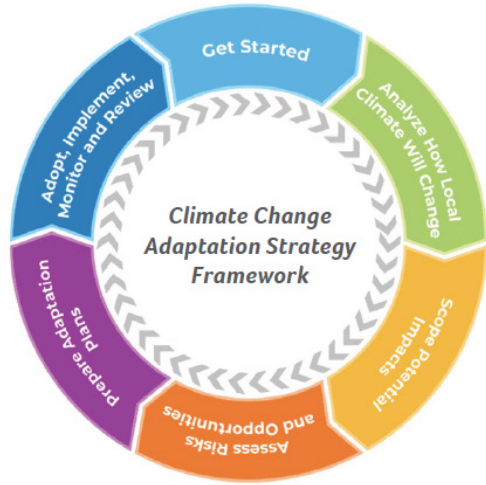 Get Started
Analyze How Local
Climate Will Change
Scope Potential
Impacts
Assess Risks
and Opportunities
Prepare Adaptation
Plans
Adopt, Implement,
Monitor and Review
Climate Change
Adaptation Strategy
Framework